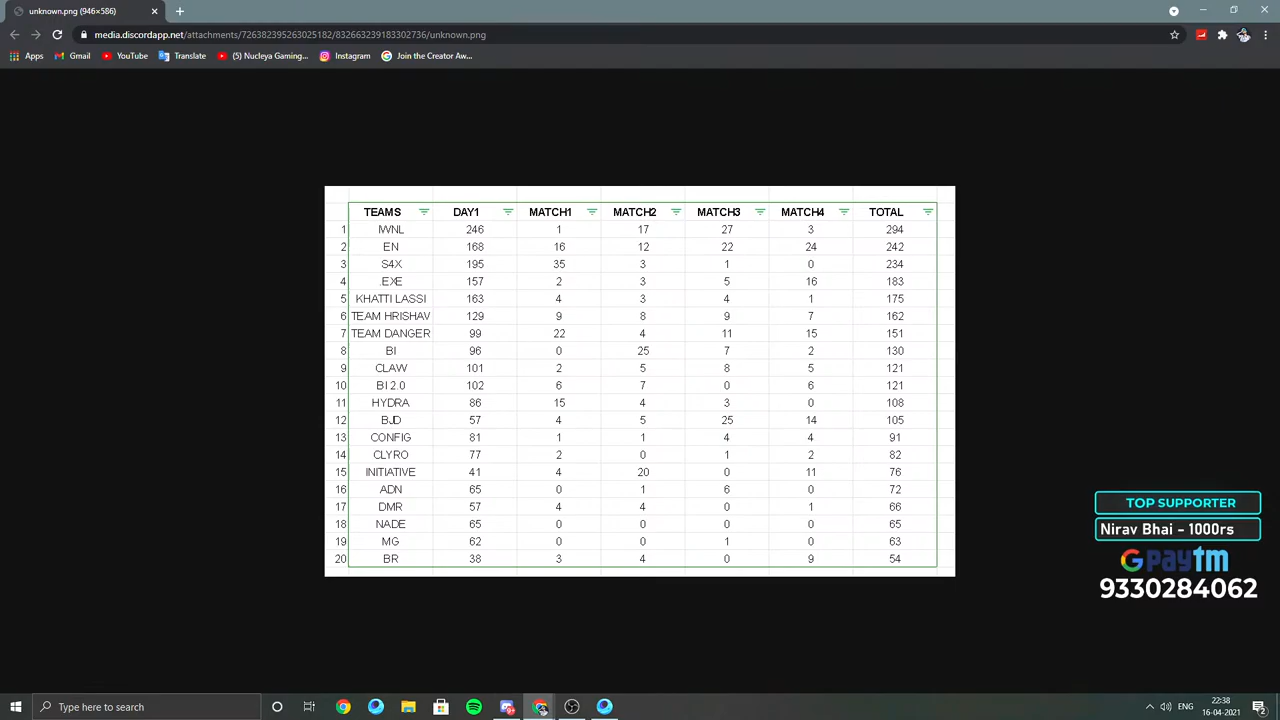 unknown.png (946×586)
media.discordapp.net/attachments/726382395263025182/832663239183302736/unknown.png
Apps Gmail YouTube Translate (5) Nucleya Gaming... Instagram Join the Creator Aw...
TEAMS DAY1 MATCH1 MATCH2 MATCH3 MATCH4 TOTAL
1 IWNL 246 1 17 27 3 294
2 EN 168 16 12 22 24 242
3 S4X 195 35 3 1 0 234
4 .EXE 157 2 3 5 16 183
5 KHATTI LASSI 163 4 3 4 1 175
6 TEAM HRISHAV 129 9 8 9 7 162
7 TEAM DANGER 99 22 4 11 15 151
8 BI 96 0 25 7 2 130
9 CLAW 101 2 5 8 5 121
10 BI 2.0 102 6 7 0 6 121
11 HYDRA 86 15 4 3 0 108
12 BJD 57 4 5 25 14 105
13 CONFIG 81 1 1 4 4 91
14 CLYRO 77 2 0 1 2 82
15 INITIATIVE 41 4 20 0 11 76
16 ADN 65 0 1 6 0 72
17 DMR 57 4 4 0 1 66
18 NADE 65 0 0 0 0 65
19 MG 62 0 0 1 0 63
20 BR 38 3 4 0 9 54
TOP SUPPORTER
Nirav Bhai - 1000rs
G paytm
9330284062
Type here to search
ENG
22:38
16-04-2021
2